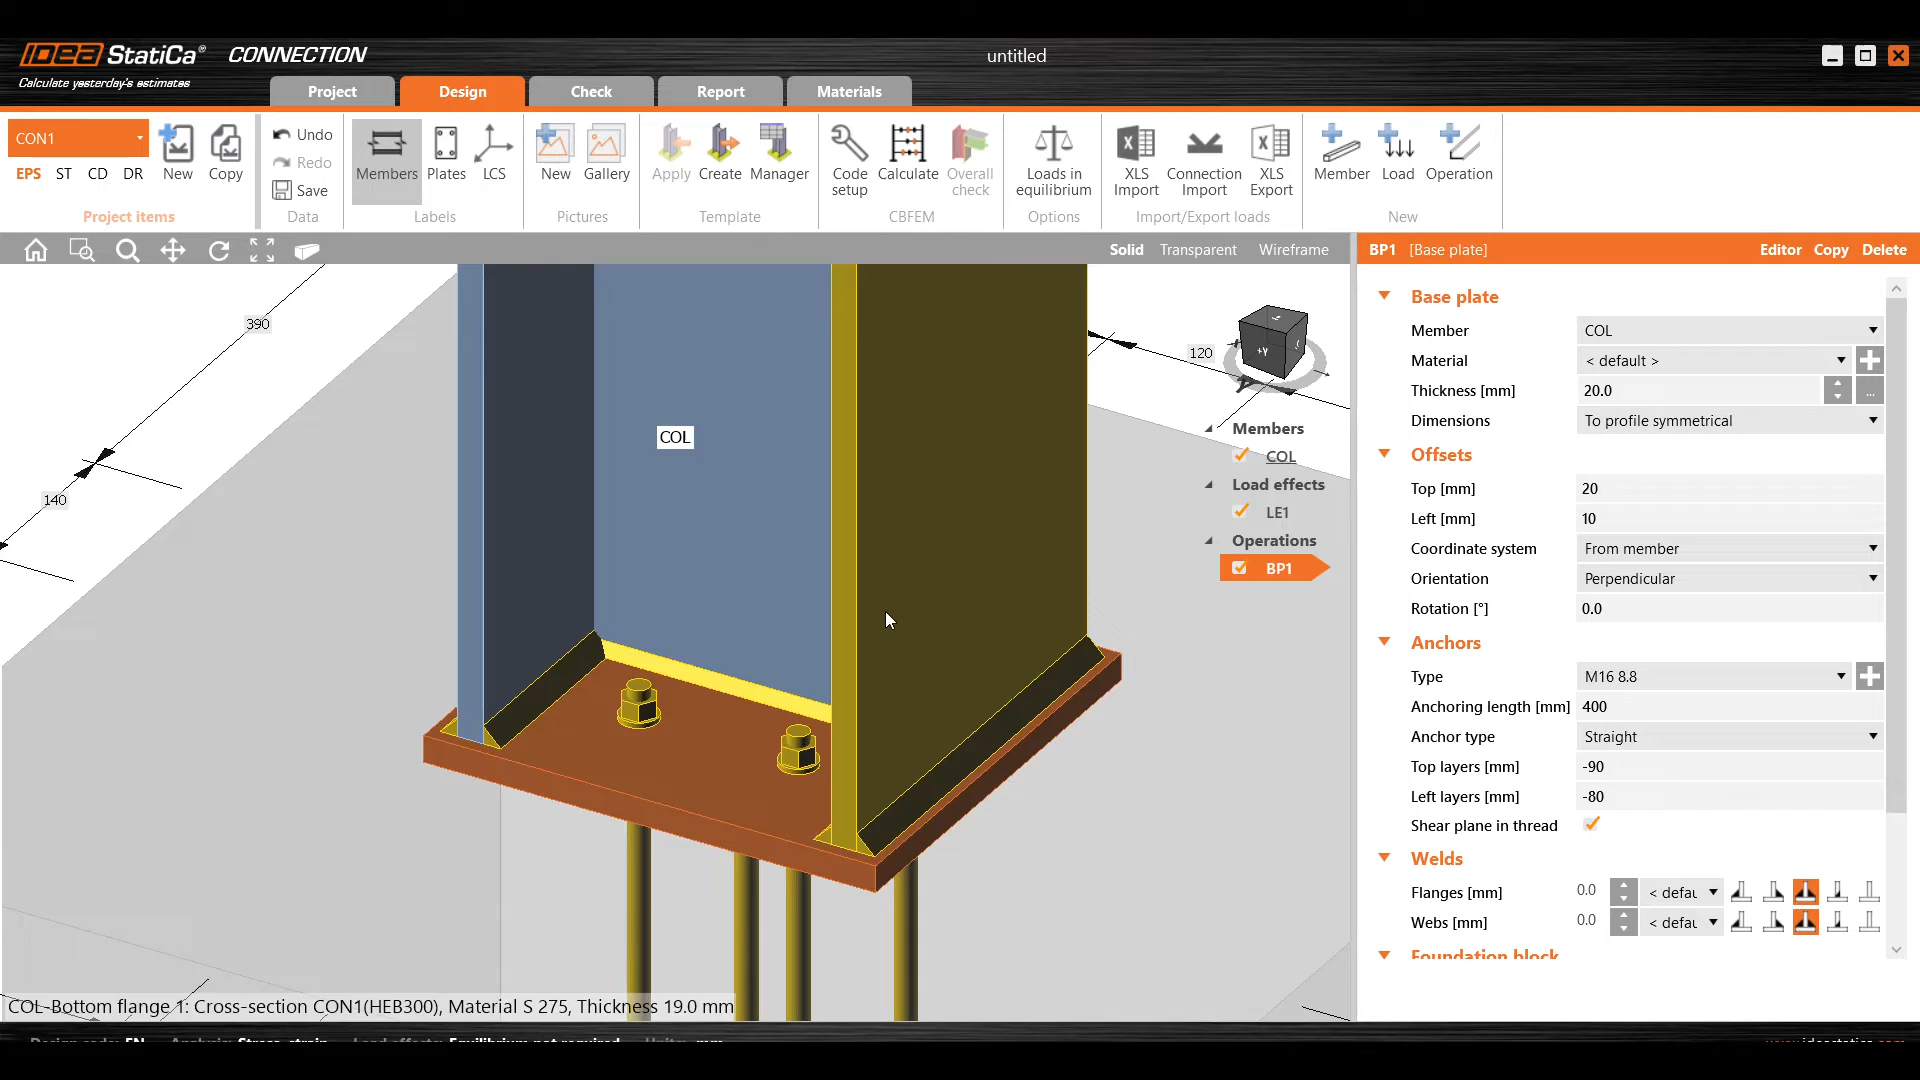 IDEA StatiCa® CONNECTION
Calculate yesterday's estimates
untitled
Project
Design
Check
Report
Materials
CON1
EPS ST CD DR
New
Copy
Project items
Undo
Redo
Save
Data
Members
Plates
LCS
Labels
New
Gallery
Pictures
Apply
Create
Manager
Template
Code setup
Calculate
Overall check
CBFEM
Loads in equilibrium
Options
XLS Import
Connection Import
XLS Export
Import/Export loads
Member
Load
Operation
New
Solid Transparent Wireframe
390
140
120
COL
+Y
Members
COL
Load effects
LE1
Operations
BP1
COL-Bottom flange 1: Cross-section CON1(HEB300), Material S 275, Thickness 19.0 mm
BP1 [Base plate] Editor Copy Delete
Base plate
Member COL
Material < default >
Thickness [mm] 20.0 ...
Dimensions To profile symmetrical
Offsets
Top [mm] 20
Left [mm] 10
Coordinate system From member
Orientation Perpendicular
Rotation [°] 0.0
Anchors
Type M16 8.8
Anchoring length [mm] 400
Anchor type Straight
Top layers [mm] -90
Left layers [mm] -80
Shear plane in thread
Welds
Flanges [mm] 0.0 < defau
Webs [mm] 0.0 < defau
Foundation block